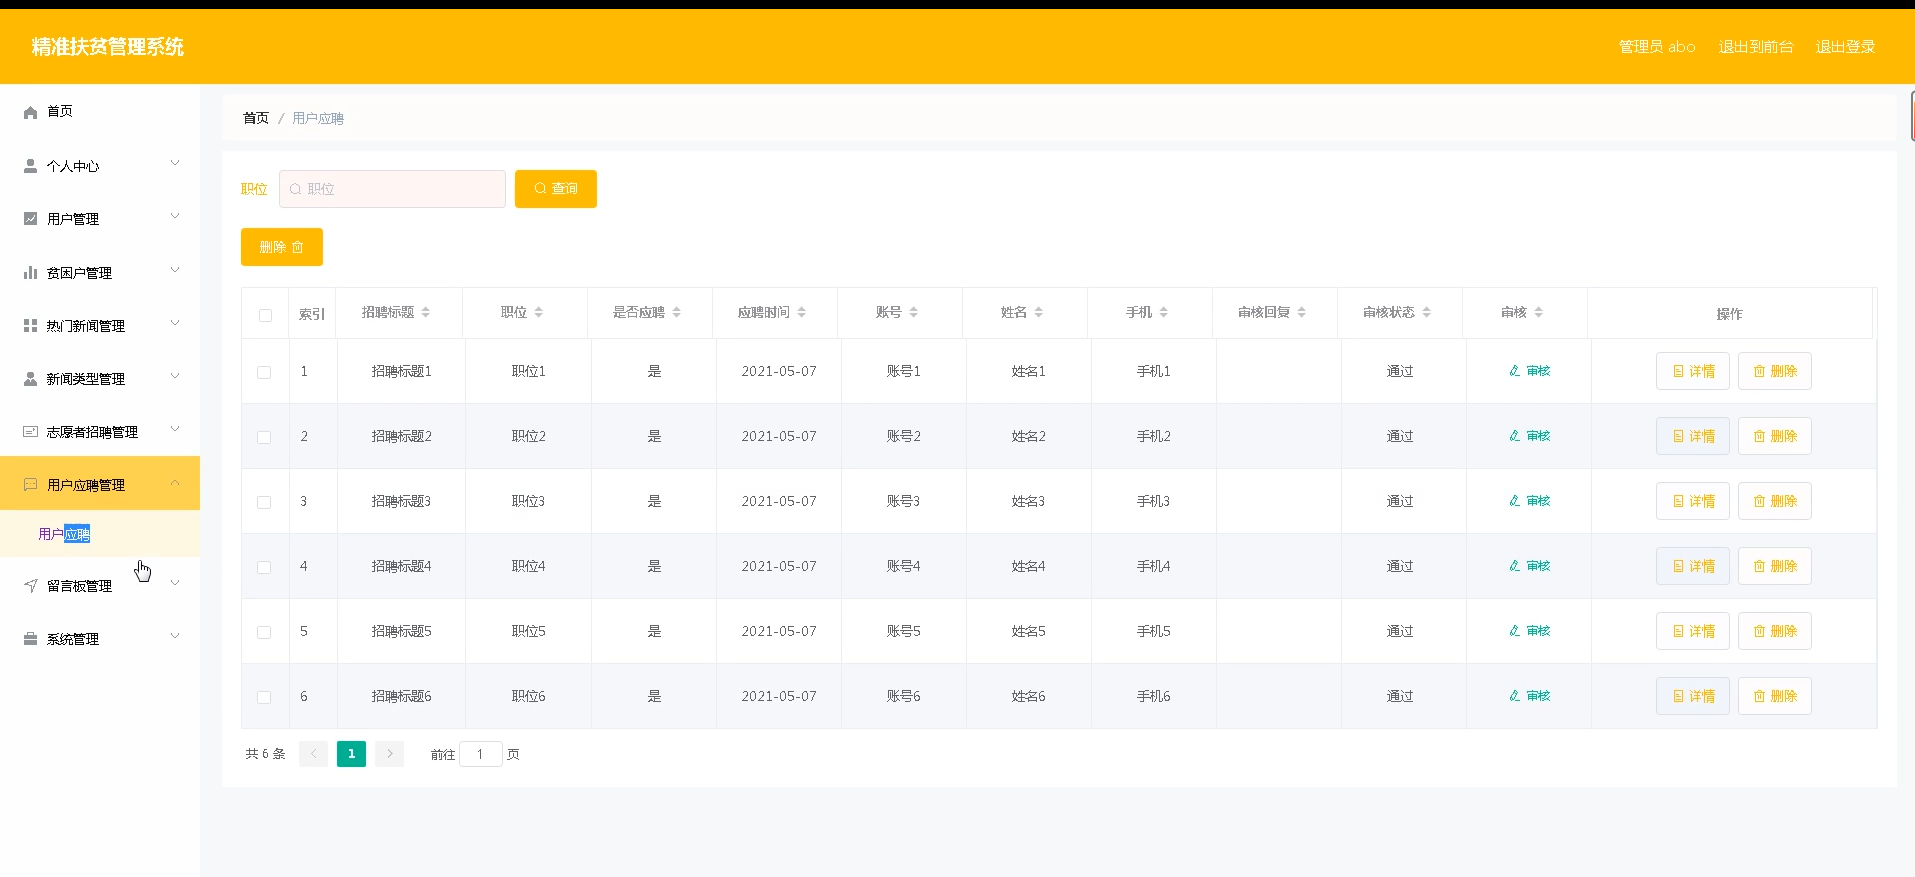 精准扶贫管理系统
管理员 abo 退出到前台 退出登录
首页
个人中心
用户管理
贫困户管理
热门新闻管理
新闻类型管理
志愿者招聘管理
用户应聘管理
用户应聘
留言板管理
系统管理
首页 / 用户应聘
职位 职位 查询
删除
索引 招聘标题 职位 是否应聘 应聘时间 账号 姓名 手机 审核回复 审核状态 审核 操作
1 招聘标题1 职位1 是 2021-05-07 账号1 姓名1 手机1 通过 审核 详情 删除
2 招聘标题2 职位2 是 2021-05-07 账号2 姓名2 手机2 通过 审核 详情 删除
3 招聘标题3 职位3 是 2021-05-07 账号3 姓名3 手机3 通过 审核 详情 删除
4 招聘标题4 职位4 是 2021-05-07 账号4 姓名4 手机4 通过 审核 详情 删除
5 招聘标题5 职位5 是 2021-05-07 账号5 姓名5 手机5 通过 审核 详情 删除
6 招聘标题6 职位6 是 2021-05-07 账号6 姓名6 手机6 通过 审核 详情 删除
共 6 条 1 前往 1 页